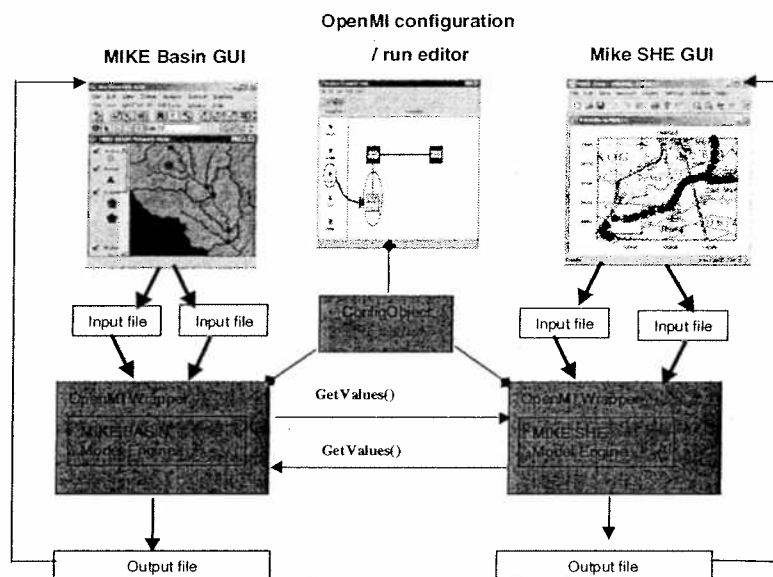 OpenMI configuration
/ run editor
MIKE Basin GUI
Mike SHE GUI
Input file
Input file
Input file
Input file
ConfigObject
OpenMI Wrapper
MIKE BASIN
Model Engine
GetValues()
GetValues()
OpenMI Wrapper
MIKE SHE
Model Engine
Output file
Output file